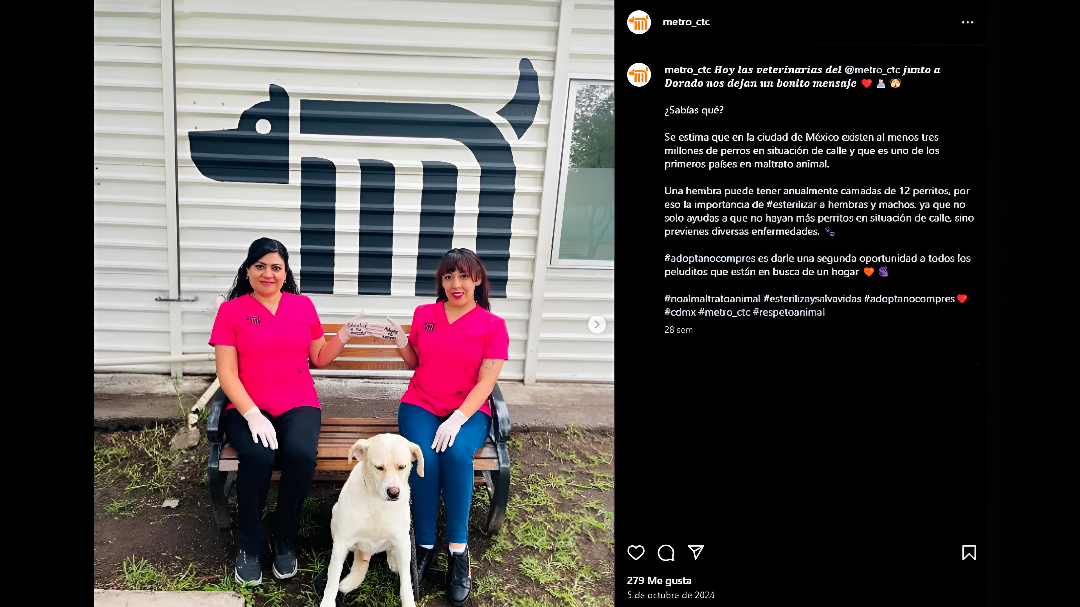 metro_ctc
metro_ctc Hoy las veterinarias del @metro_ctc junto a
Dorado nos dejan un bonito mensaje
¿Sabías qué?
Se estima que en la ciudad de México existen al menos tres
millones de perros en situación de calle y que es uno de los
primeros países en maltrato animal.
Una hembra puede tener anualmente camadas de 12 perritos, por
eso la importancia de #esterilizar a hembras y machos, ya que no
solo ayudas a que no hayan más perritos en situación de calle, sino
previenes diversas enfermedades.
#adoptanocompres es darle una segunda oportunidad a todos los
peluditos que están en busca de un hogar
#noalmaltratoanimal #esterilizaysalvavidas #adoptanocompres
#cdmx #metro_ctc #respetoanimal
28 sem
279 Me gusta
5 de octubre de 2024